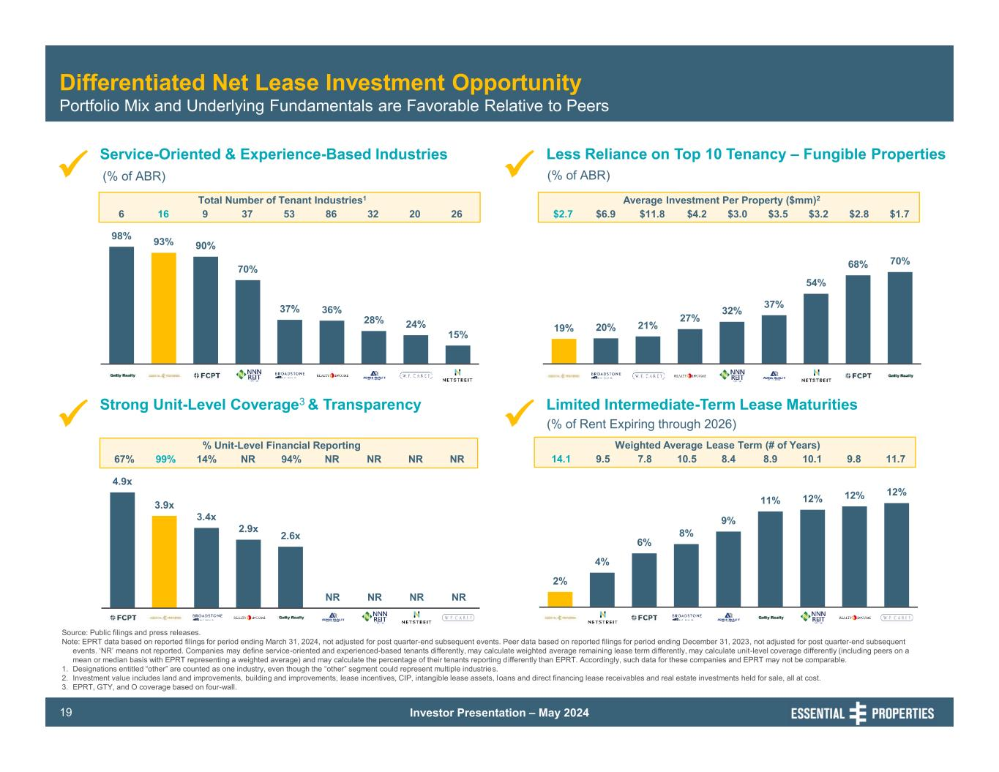 Differentiated Net Lease Investment Opportunity
Portfolio Mix and Underlying Fundamentals are Favorable Relative to Peers
Service-Oriented & Experience-Based Industries
(% of ABR)
Total Number of Tenant Industries¹
6 16 9 37 53 86 32 20 26
98% 93% 90% 70% 37% 36% 28% 24% 15%
Getty Realty ESSENTIAL PROPERTIES FCPT NNN REIT BROADSTONE REALTY INCOME AGREE REALTY W. P. CAREY NETSTREIT
Less Reliance on Top 10 Tenancy – Fungible Properties
(% of ABR)
Average Investment Per Property ($mm)²
$2.7 $6.9 $11.8 $4.2 $3.0 $3.5 $3.2 $2.8 $1.7
19% 20% 21% 27% 32% 37% 54% 68% 70%
ESSENTIAL PROPERTIES BROADSTONE W. P. CAREY REALTY INCOME NNN REIT AGREE REALTY NETSTREIT FCPT Getty Realty
Strong Unit-Level Coverage³ & Transparency
% Unit-Level Financial Reporting
67% 99% 14% NR 94% NR NR NR NR
4.9x 3.9x 3.4x 2.9x 2.6x NR NR NR NR
FCPT ESSENTIAL PROPERTIES BROADSTONE REALTY INCOME Getty Realty AGREE REALTY NNN REIT NETSTREIT W. P. CAREY
Limited Intermediate-Term Lease Maturities
(% of Rent Expiring through 2026)
Weighted Average Lease Term (# of Years)
14.1 9.5 7.8 10.5 8.4 8.9 10.1 9.8 11.7
2% 4% 6% 8% 9% 11% 12% 12% 12%
ESSENTIAL PROPERTIES NETSTREIT FCPT BROADSTONE AGREE REALTY Getty Realty NNN REIT REALTY INCOME W. P. CAREY
Source: Public filings and press releases.
Note: EPRT data based on reported filings for period ending March 31, 2024, not adjusted for post quarter-end subsequent events. Peer data based on reported filings for period ending December 31, 2023, not adjusted for post quarter-end subsequent
events. ‘NR’ means not reported. Companies may define service-oriented and experienced-based tenants differently, may calculate weighted average remaining lease term differently, may calculate unit-level coverage differently (including peers on a
mean or median basis with EPRT representing a weighted average) and may calculate the percentage of their tenants reporting differently than EPRT. Accordingly, such data for these companies and EPRT may not be comparable.
1. Designations entitled “other” are counted as one industry, even though the “other” segment could represent multiple industries.
2. Investment value includes land and improvements, building and improvements, lease incentives, CIP, intangible lease assets, loans and direct financing lease receivables and real estate investments held for sale, all at cost.
3. EPRT, GTY, and O coverage based on four-wall.
19
Investor Presentation – May 2024
ESSENTIAL PROPERTIES